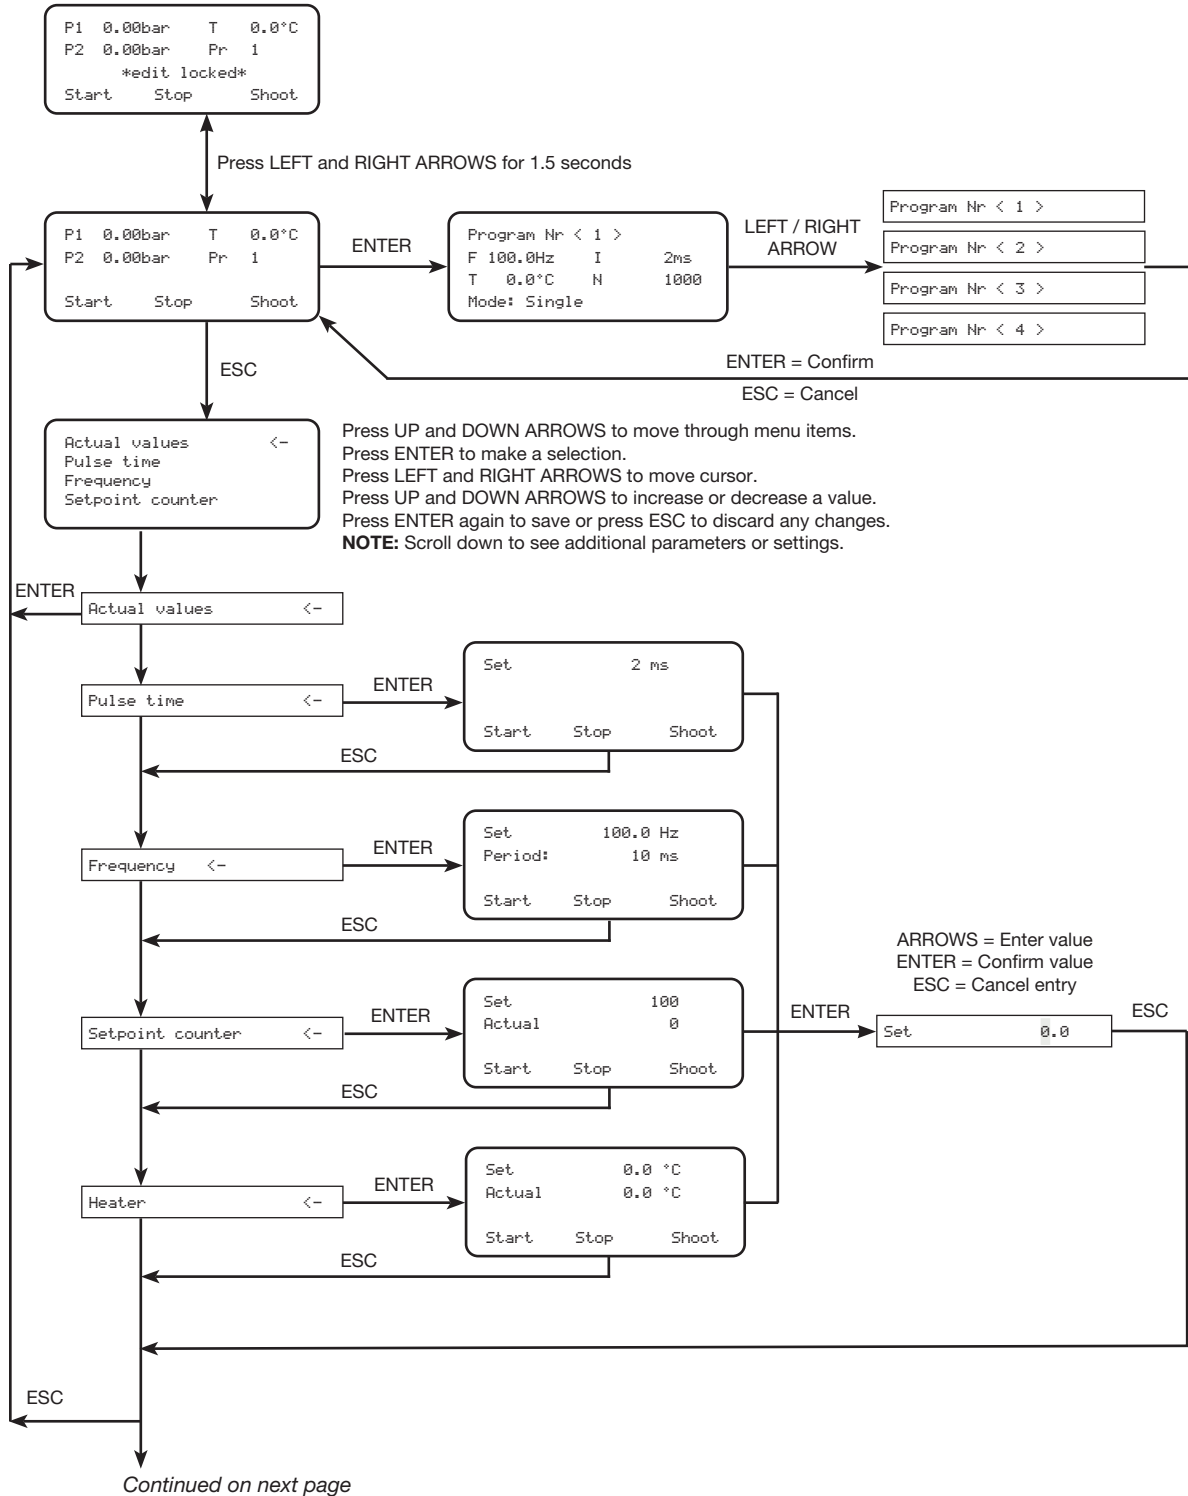 P1 0.00bar T 0.0°C
P2 0.00bar Pr 1
*edit locked*
Start Stop Shoot
Press LEFT and RIGHT ARROWS for 1.5 seconds
P1 0.00bar T 0.0°C
P2 0.00bar Pr 1
Start Stop Shoot
ENTER
Program Nr < 1 >
F 100.0Hz I 2ms
T 0.0°C N 1000
Mode: Single
LEFT / RIGHT
ARROW
Program Nr < 1 >
Program Nr < 2 >
Program Nr < 3 >
Program Nr < 4 >
ENTER = Confirm
ESC = Cancel
ESC
Actual values <-
Pulse time
Frequency
Setpoint counter
Press UP and DOWN ARROWS to move through menu items.
Press ENTER to make a selection.
Press LEFT and RIGHT ARROWS to move cursor.
Press UP and DOWN ARROWS to increase or decrease a value.
Press ENTER again to save or press ESC to discard any changes.
NOTE: Scroll down to see additional parameters or settings.
ENTER
Actual values <-
Pulse time <-
ENTER
Set 2 ms
Start Stop Shoot
ESC
Frequency <-
ENTER
Set 100.0 Hz
Period: 10 ms
Start Stop Shoot
ESC
Setpoint counter <-
ENTER
Set 100
Actual 0
Start Stop Shoot
ESC
ENTER
ARROWS = Enter value
ENTER = Confirm value
ESC = Cancel entry
Set 0.0
ESC
Heater <-
ENTER
Set 0.0 °C
Actual 0.0 °C
Start Stop Shoot
ESC
ESC
Continued on next page